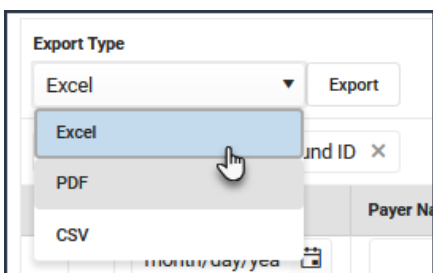 Export Type
Excel Export
Excel
und ID ×
PDF
Payer Na
CSV
month/day/yea